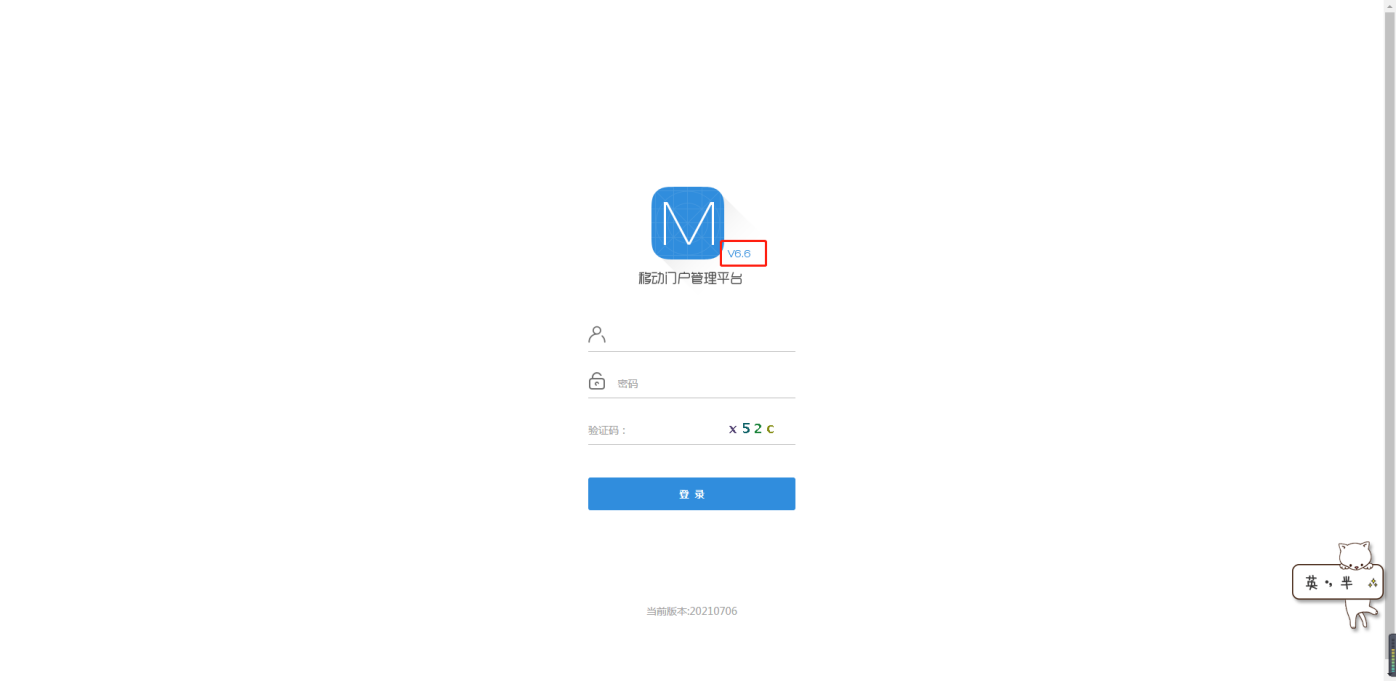 M
V6.6
移动门户管理平台
密码
验证码：
x52c
登 录
当前版本:20210706
英 •, 半